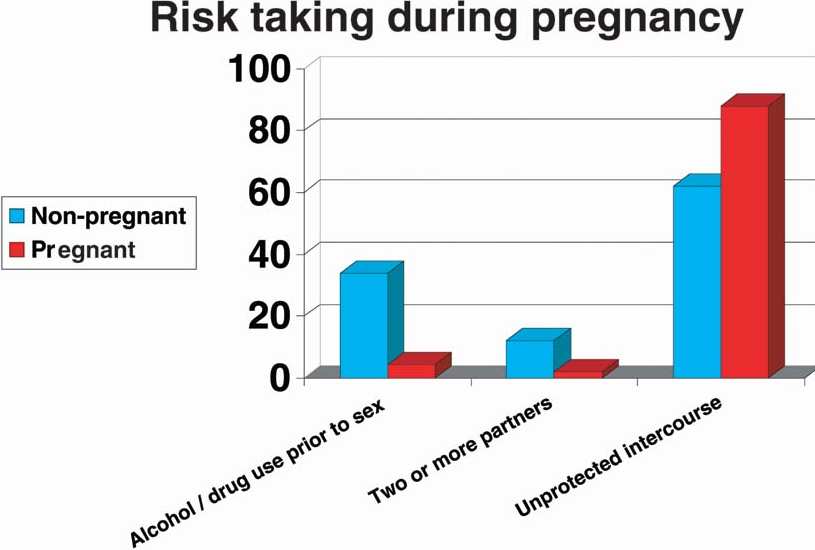 Risk taking during pregnancy
100
80
60
40
20
0
Non-pregnant
Pregnant
Alcohol / drug use prior to sex
Two or more partners
Unprotected intercourse